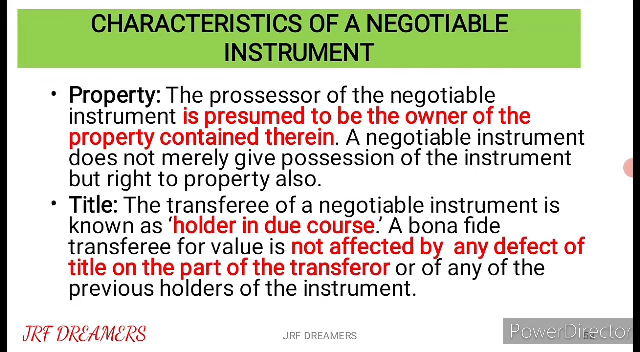 CHARACTERISTICS OF A NEGOTIABLE
INSTRUMENT
• Property: The prossessor of the negotiable
instrument is presumed to be the owner of the
property contained therein. A negotiable instrument
does not merely give possession of the instrument
but right to property also.
• Title: The transferee of a negotiable instrument is
known as ‘holder in due course.’ A bona fide
transferee for value is not affected by any defect of
title on the part of the transferor or of any of the
previous holders of the instrument.
JRF DREAMERS
JRF DREAMERS
PowerDirector